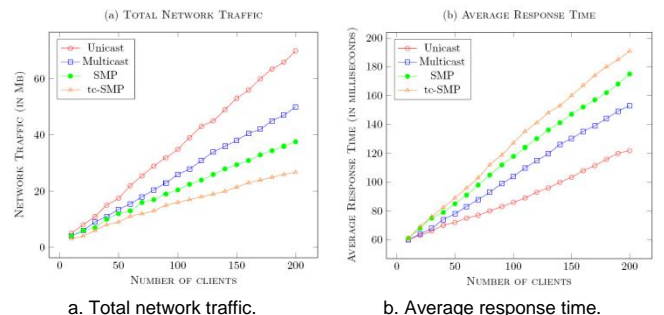 (a) TOTAL NETWORK TRAFFIC
NETWORK TRAFFIC (IN MB)
60
40
20
0
Unicast
Multicast
SMP
tc-SMP
0 50 100 150 200
NUMBER OF CLIENTS
(b) AVERAGE RESPONSE TIME
AVERAGE RESPONSE TIME (IN MILLISECONDS)
200
180
160
140
120
100
80
60
Unicast
Multicast
SMP
tc-SMP
0 50 100 150 200
NUMBER OF CLIENTS
a. Total network traffic.
b. Average response time.